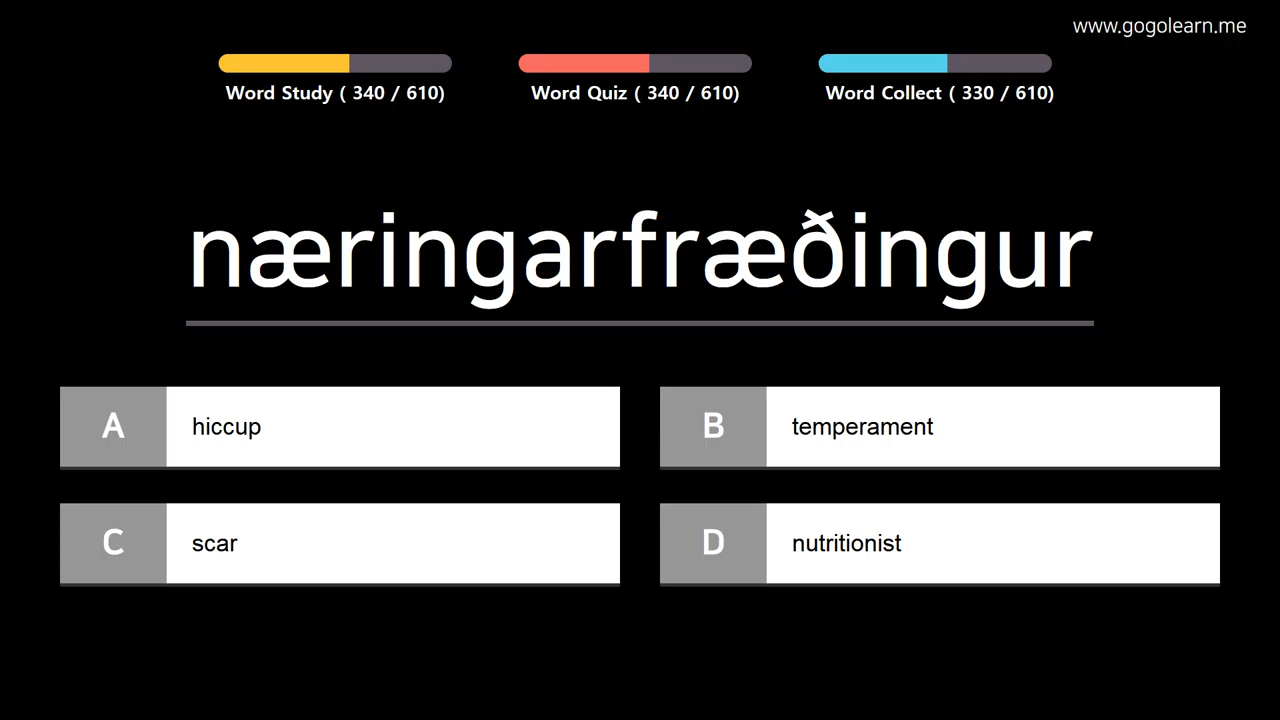 www.gogolearn.me
Word Study ( 340 / 610)
Word Quiz ( 340 / 610)
Word Collect ( 330 / 610)
næringarfræðingur
A hiccup
B temperament
C scar
D nutritionist